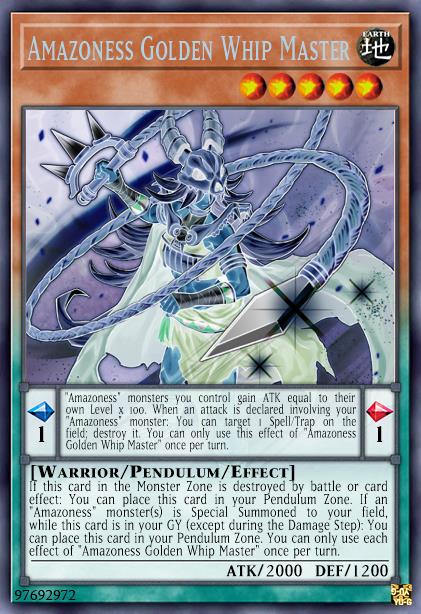 Amazoness Golden Whip Master
EARTH
地
"Amazoness" monsters you control gain ATK equal to their
own Level x 100. When an attack is declared involving your
"Amazoness" monster: You can target 1 Spell/Trap on the
field; destroy it. You can only use this effect of "Amazoness
Golden Whip Master" once per turn.
1
1
[Warrior/Pendulum/Effect]
If this card in the Monster Zone is destroyed by battle or card
effect: You can place this card in your Pendulum Zone. If an
"Amazoness" monster(s) is Special Summoned to your field,
while this card is in your GY (except during the Damage Step): You
can place this card in your Pendulum Zone. You can only use each
effect of "Amazoness Golden Whip Master" once per turn.
ATK/2000 DEF/1200
97692972